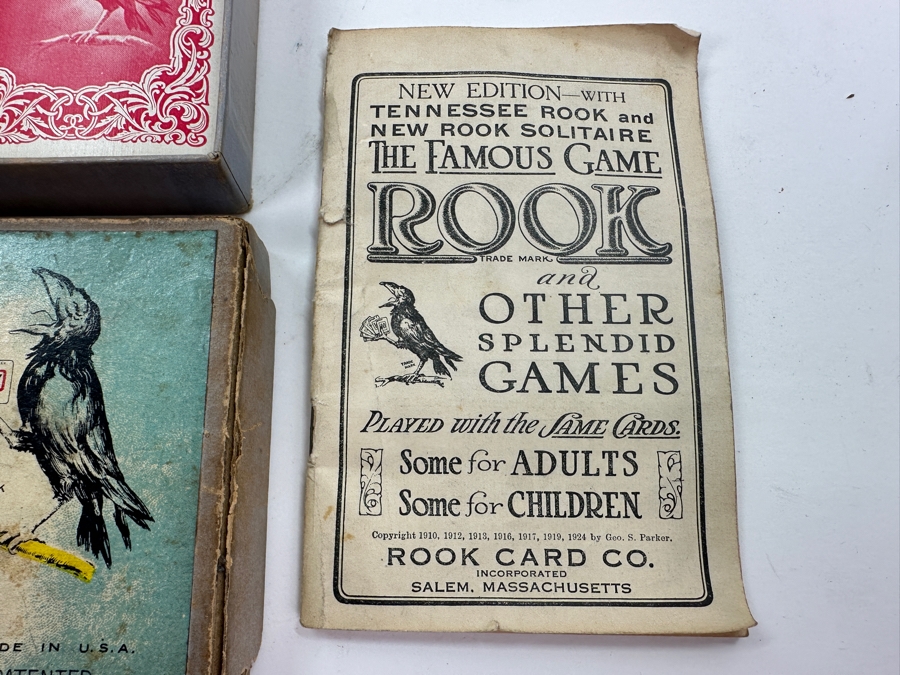 NEW EDITION—WITH
TENNESSEE ROOK and
NEW ROOK SOLITAIRE
THE FAMOUS GAME
ROOK
TRADE MARK
and
OTHER
SPLENDID
GAMES
PLAYED with the SAME CARDS.
Some for ADULTS
Some for CHILDREN
Copyright 1910, 1912, 1913, 1916, 1917, 1919, 1924 by Geo. S. Parker.
ROOK CARD CO.
INCORPORATED
SALEM, MASSACHUSETTS
DE IN U.S.A.
PATENTED